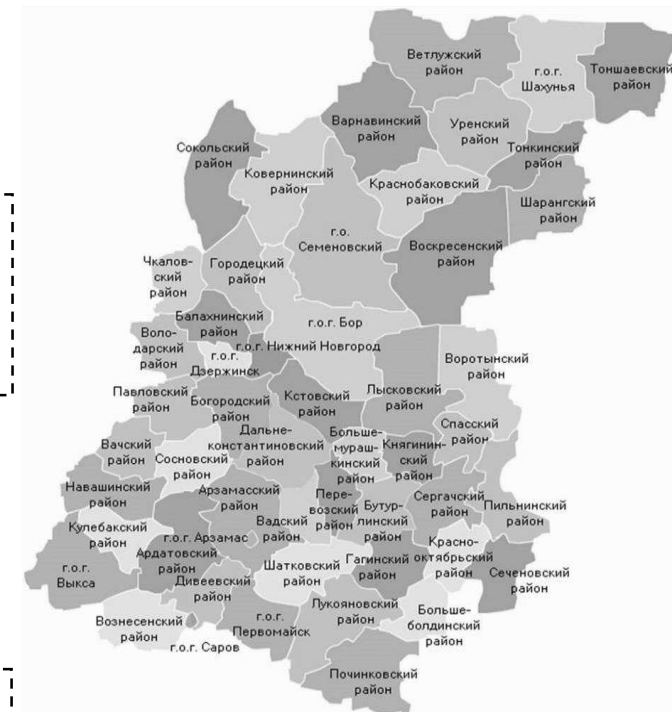 Ветлужский
район
г.о.г.
Шахунья
Тоншаевский
район
Варнавинский
район
Уренский
район
Сокольский
район
Тонкинский
район
Ковернинский
район
Краснобаковский
район
Шарангский
район
г.о.
Семеновский
Воскресенский
район
Чкалов-
ский
район
Городецкий
район
Балахнинский
район
г.о.г. Бор
Воло-
дарский
район
г.о.г. Нижний Новгород
г.о.г.
Дзержинск
Воротынский
район
Лысковский
район
Павловский
район
Богородский
район
Кстовский
район
Спасский
район
Вачский
район
Дальне-
константиновский
район
Больше-
мураш-
кинский
район
Княгинин-
ский
район
Сосновский
район
Навашинский
район
Арзамасский
район
Пере-
возский
район
Сергачский
район
Пильнинский
район
Вадский
район
Бутур-
линский
район
Кулебакский
район
г.о.г. Арзамас
Ардатовский
район
Красно-
октябрьский
район
Гагинский
район
Шатковский
район
Сеченовский
район
г.о.г.
Выкса
Дивеевский
район
Лукояновский
район
Больше-
болдинский
район
Вознесенский
район
г.о.г.
Первомайск
г.о.г. Саров
Починковский
район